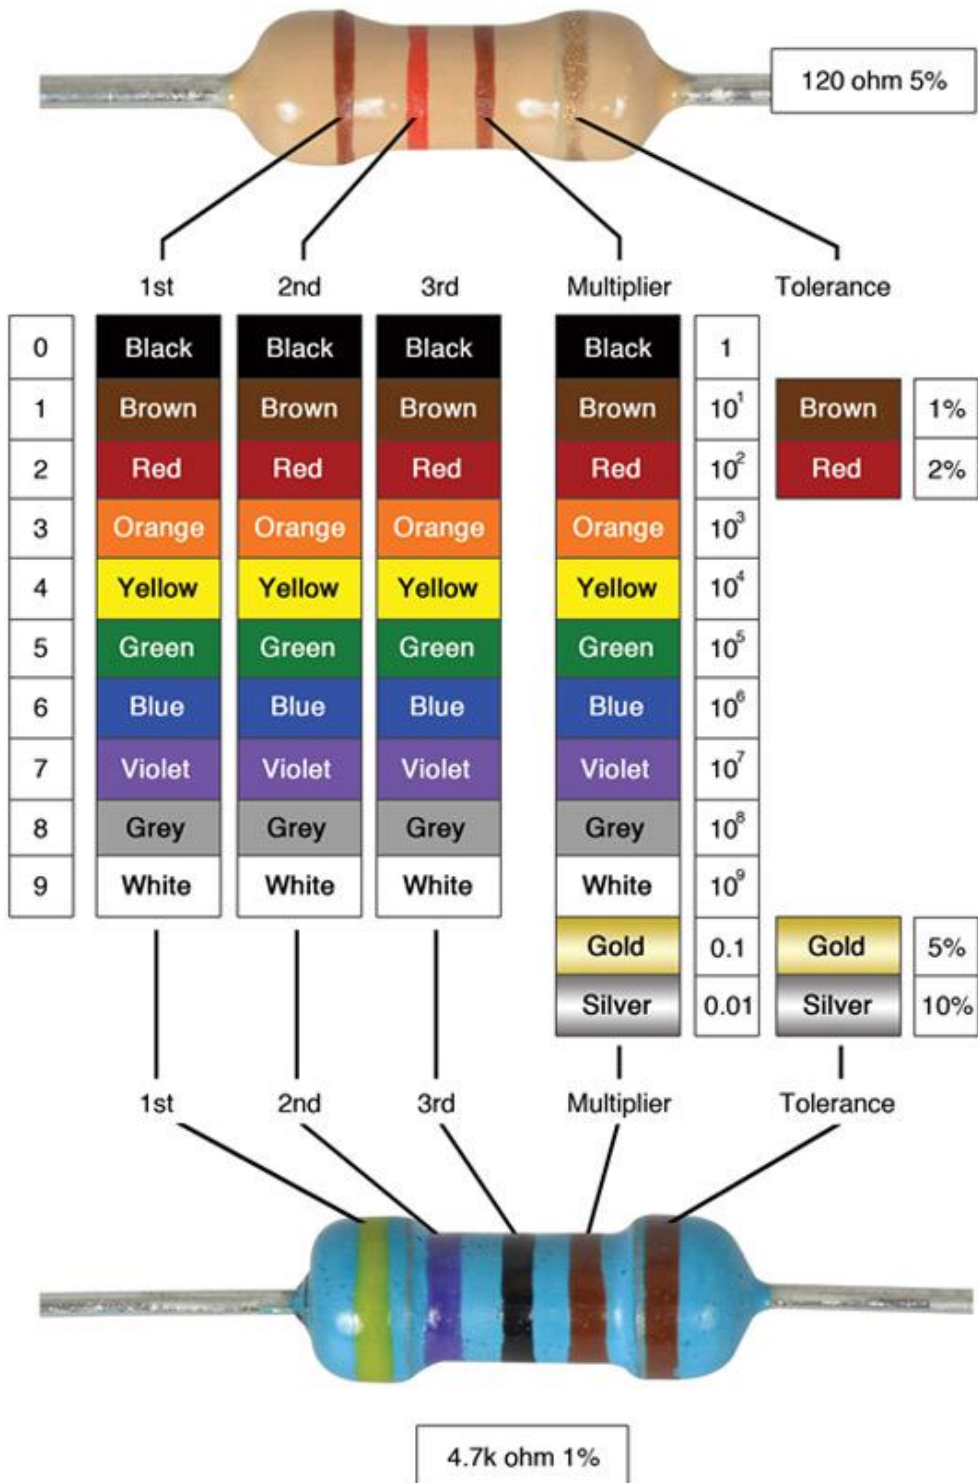 120 ohm 5%
1st 2nd 3rd Multiplier Tolerance
0 Black Black Black Black 1
1 Brown Brown Brown Brown 10¹ Brown 1%
2 Red Red Red Red 10² Red 2%
3 Orange Orange Orange Orange 10³
4 Yellow Yellow Yellow Yellow 10⁴
5 Green Green Green Green 10⁵
6 Blue Blue Blue Blue 10⁶
7 Violet Violet Violet Violet 10⁷
8 Grey Grey Grey Grey 10⁸
9 White White White White 10⁹
Gold 0.1 Gold 5%
Silver 0.01 Silver 10%
1st 2nd 3rd Multiplier Tolerance
4.7k ohm 1%